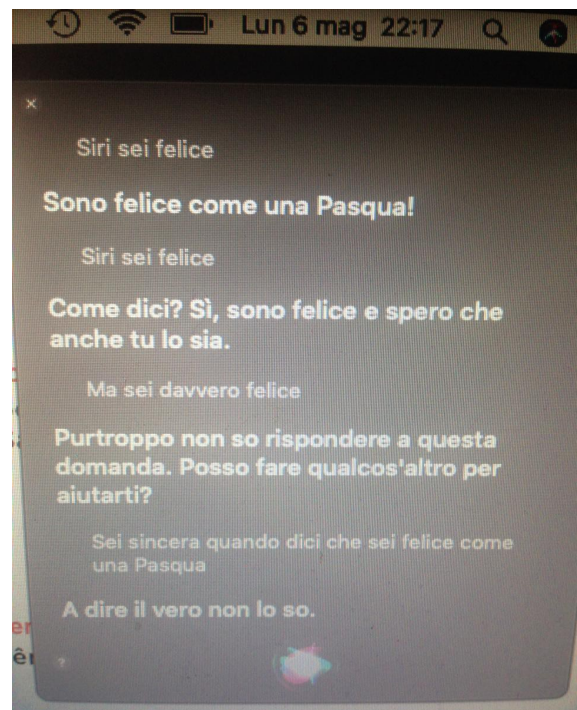 Lun 6 mag 22:17
Siri sei felice
Sono felice come una Pasqua!
Siri sei felice
Come dici? Sì, sono felice e spero che
anche tu lo sia.
Ma sei davvero felice
Purtroppo non so rispondere a questa
domanda. Posso fare qualcos'altro per
aiutarti?
Sei sincera quando dici che sei felice come
una Pasqua
A dire il vero non lo so.
?